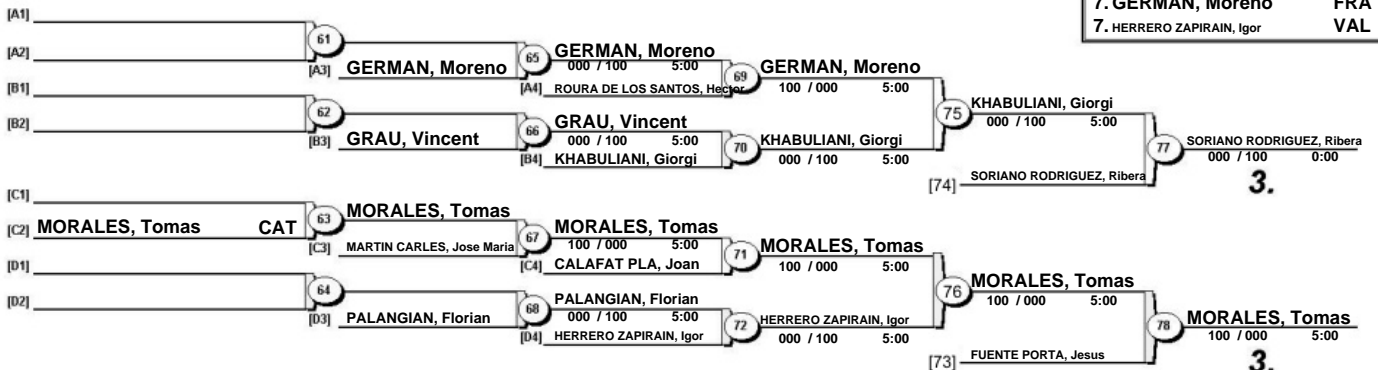 7. GERMAN, Moreno FRA
7. HERRERO ZAPIRAIN, Igor VAL
[A1]
61
[A2]
[A3] GERMAN, Moreno
65
GERMAN, Moreno
000 / 100 5:00
[A4] ROURA DE LOS SANTOS, Hector
69
GERMAN, Moreno
100 / 000 5:00
[B1]
62
[B2]
[B3] GRAU, Vincent
66
GRAU, Vincent
000 / 100 5:00
[B4] KHABULIANI, Giorgi
70
KHABULIANI, Giorgi
000 / 100 5:00
75
KHABULIANI, Giorgi
000 / 100 5:00
[74] SORIANO RODRIGUEZ, Ribera
77
SORIANO RODRIGUEZ, Ribera
000 / 100 0:00
3.
[C1]
[C2] MORALES, Tomas CAT
63
MORALES, Tomas
[C3] MARTIN CARLES, Jose Maria
67
MORALES, Tomas
100 / 000 5:00
[C4] CALAFAT PLA, Joan
71
MORALES, Tomas
100 / 000 5:00
[D1]
64
[D2]
[D3] PALANGIAN, Florian
68
PALANGIAN, Florian
000 / 100 5:00
[D4] HERRERO ZAPIRAIN, Igor
72
HERRERO ZAPIRAIN, Igor
000 / 100 5:00
76
MORALES, Tomas
100 / 000 5:00
[73] FUENTE PORTA, Jesus
78
MORALES, Tomas
100 / 000 5:00
3.